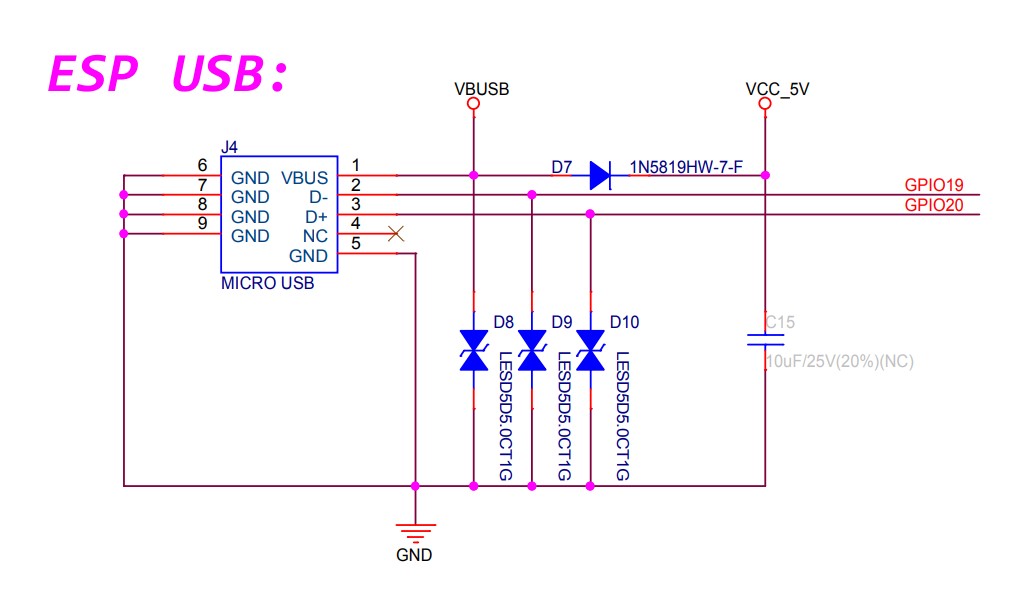 ESP USB:
VBUSB
VCC_5V
J4
6 GND VBUS 1
7 GND D- 2
8 GND D+ 3
9 GND NC 4
GND 5
MICRO USB
D7 1N5819HW-7-F
GPIO19
GPIO20
D8 LESD5D5.0CT1G
D9 LESD5D5.0CT1G
D10 LESD5D5.0CT1G
C15
10uF/25V(20%)(NC)
GND